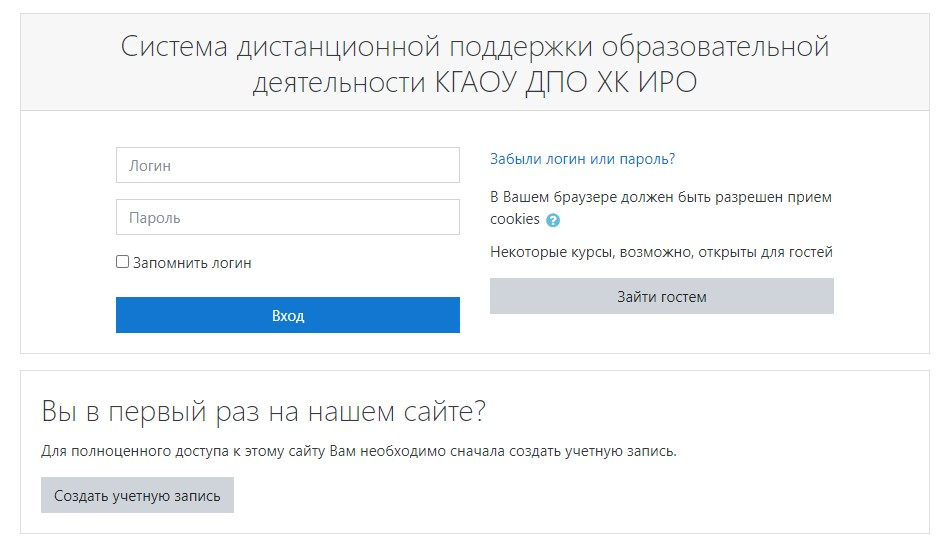 Система дистанционной поддержки образовательной
деятельности КГАОУ ДПО ХК ИРО
Логин
Пароль
Запомнить логин
Вход
Забыли логин или пароль?
В Вашем браузере должен быть разрешен прием
cookies ?
Некоторые курсы, возможно, открыты для гостей
Зайти гостем
Вы в первый раз на нашем сайте?
Для полноценного доступа к этому сайту Вам необходимо сначала создать учетную запись.
Создать учетную запись